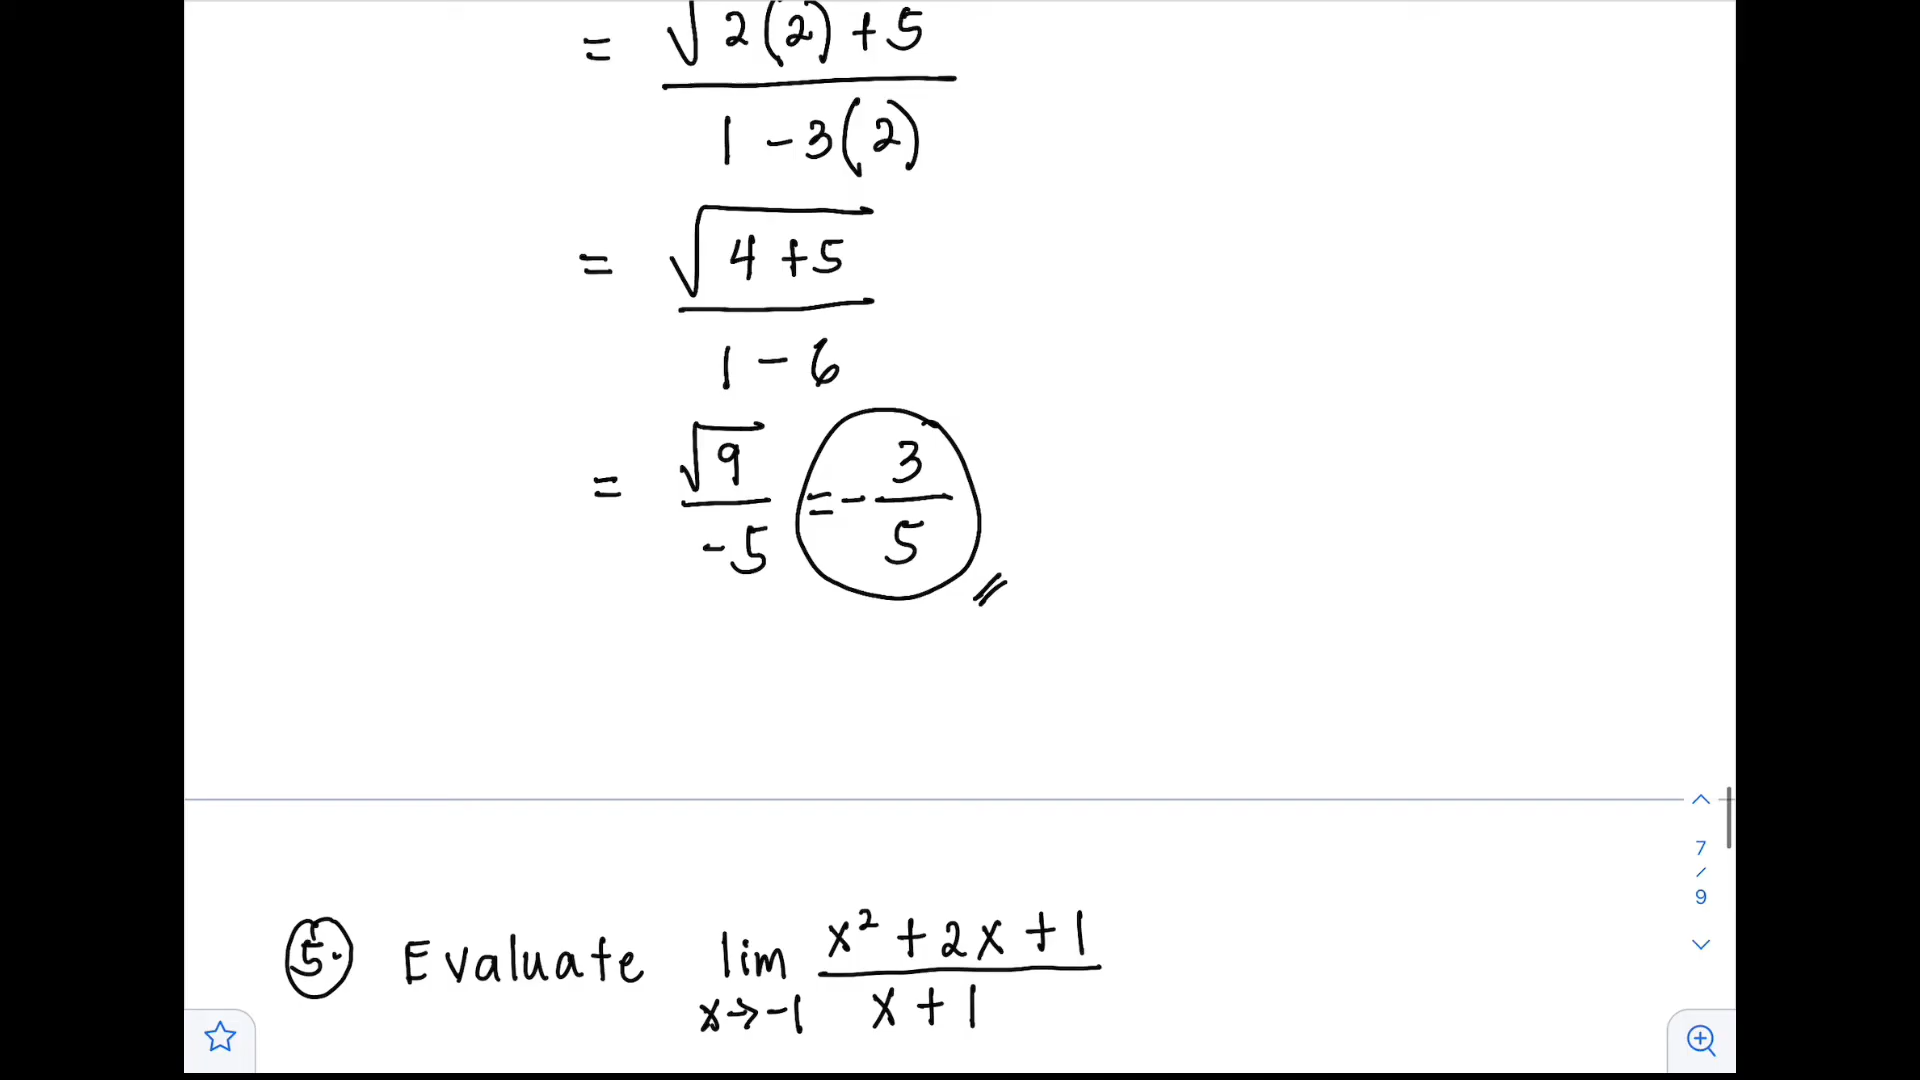 = √2(2) + 5
1 - 3(2)
= √4 + 5
1 - 6
= √9 / -5 = - 3 / 5
7
/
9
5. Evaluate lim x→-1 x² + 2x + 1
x + 1